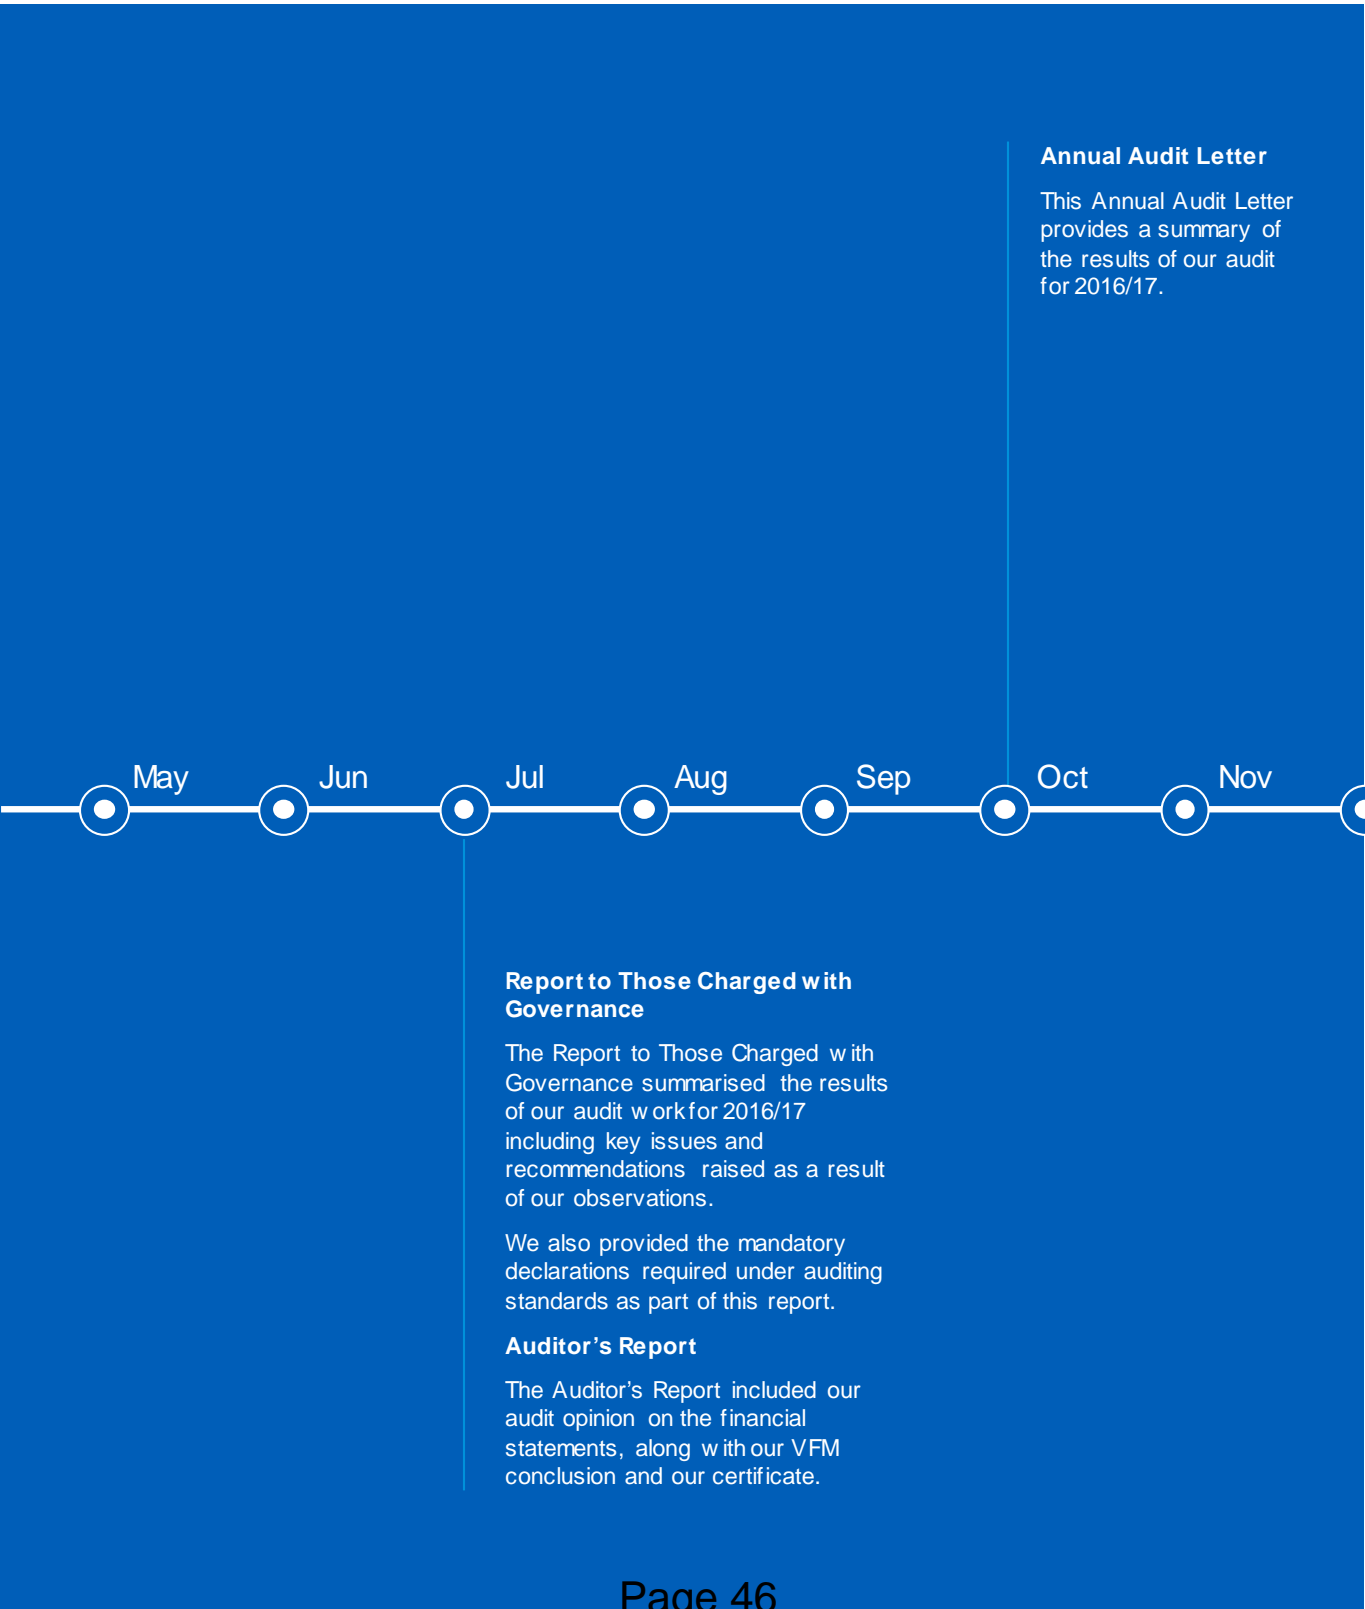 Annual Audit Letter
This Annual Audit Letter
provides a summary of
the results of our audit
for 2016/17.
May Jun Jul Aug Sep Oct Nov
Report to Those Charged with
Governance
The Report to Those Charged with
Governance summarised the results
of our audit work for 2016/17
including key issues and
recommendations raised as a result
of our observations.
We also provided the mandatory
declarations required under auditing
standards as part of this report.
Auditor’s Report
The Auditor’s Report included our
audit opinion on the financial
statements, along with our VFM
conclusion and our certificate.
Page 46